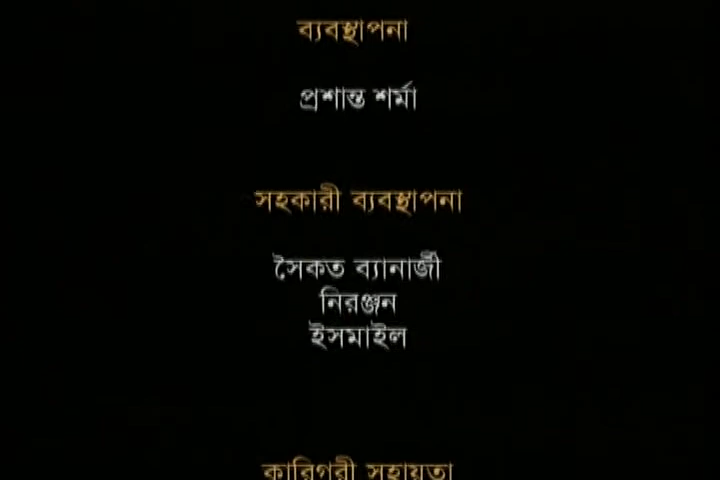 ব্যবস্থাপনা
প্রশান্ত শর্মা
সহকারী ব্যবস্থাপনা
সৈকত ব্যানার্জী
নিরঞ্জন
ইসমাইল
কারিগরী সহায়তা